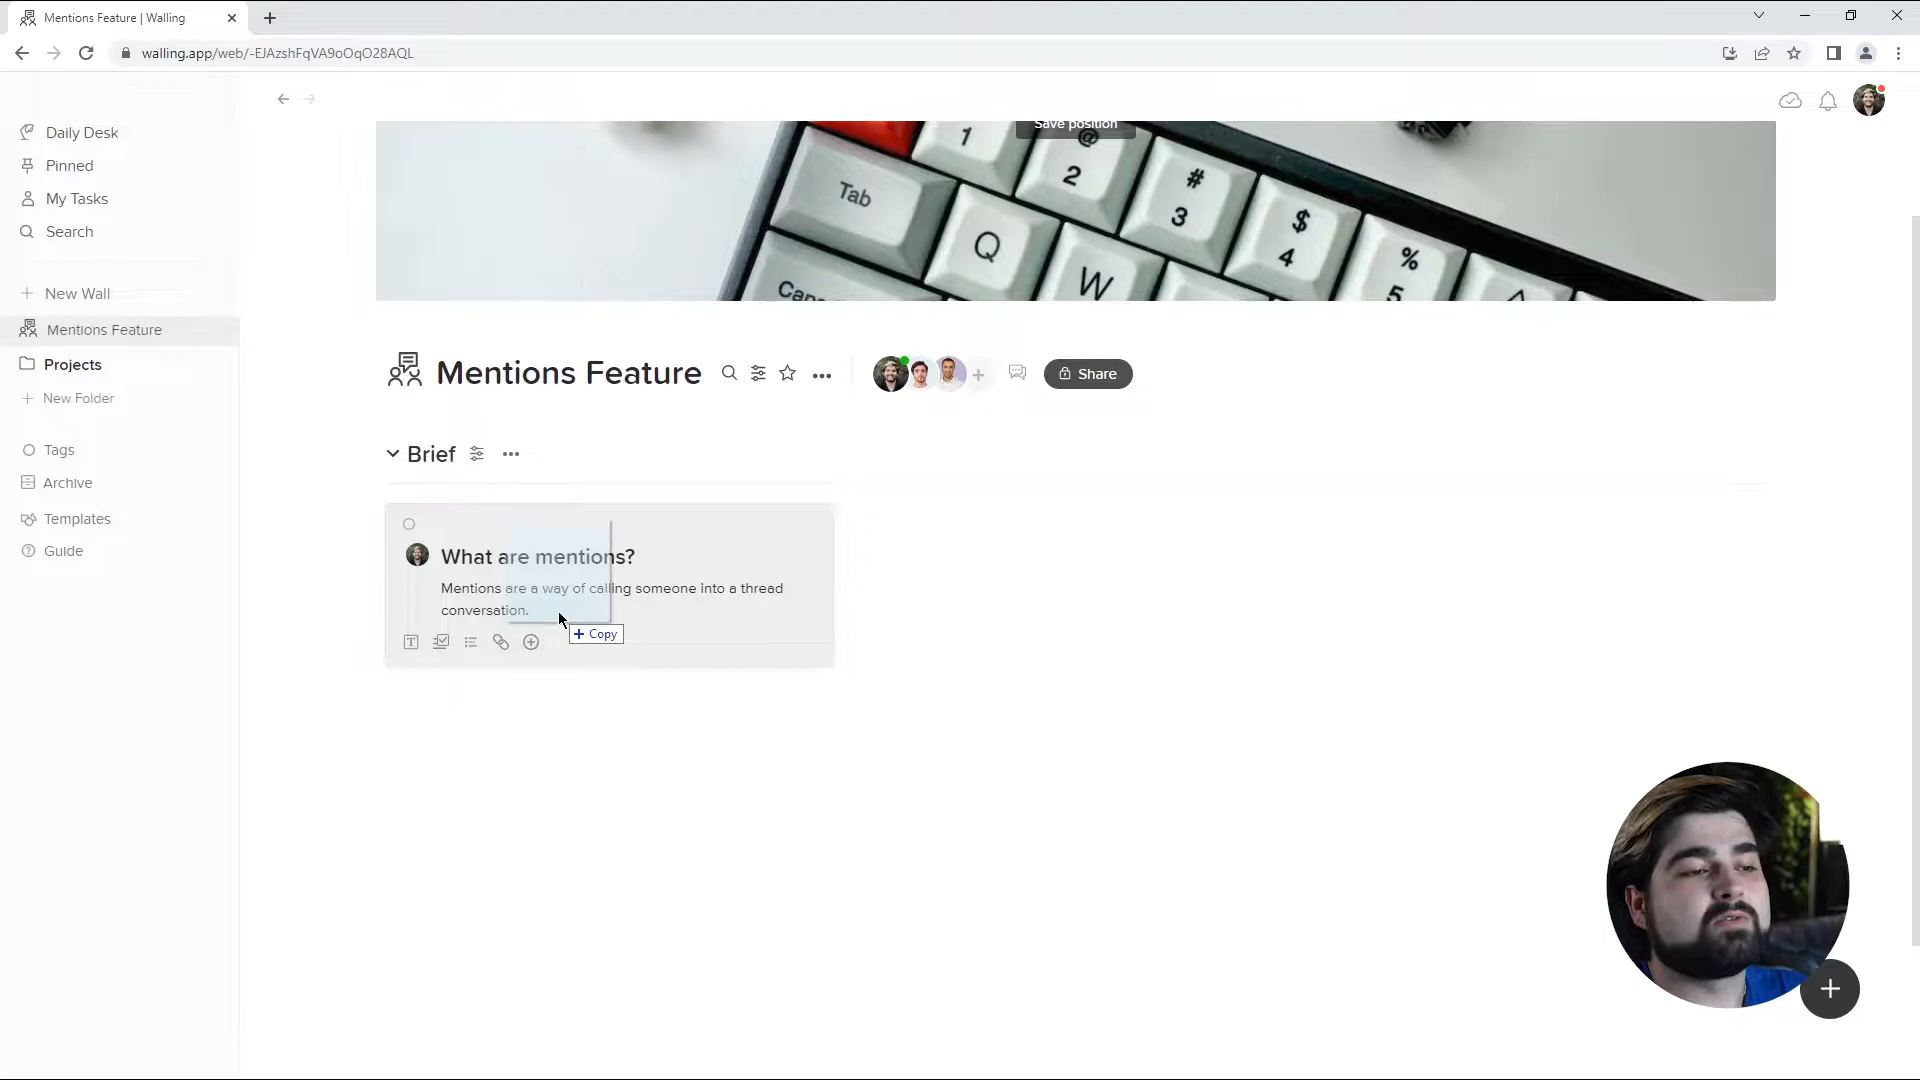 Mentions Feature | Walling
walling.app/web/-EJAzshFqVA9oOqO28AQL
Daily Desk
Pinned
My Tasks
Search
New Wall
Mentions Feature
Projects
New Folder
Tags
Archive
Templates
Guide
Save position
1
@
2
#
3
$
4
%
5
Tab
Q
W
Caps
Mentions Feature
Share
Brief
What are mentions?
Mentions are a way of calling someone into a thread
conversation.
+ Copy